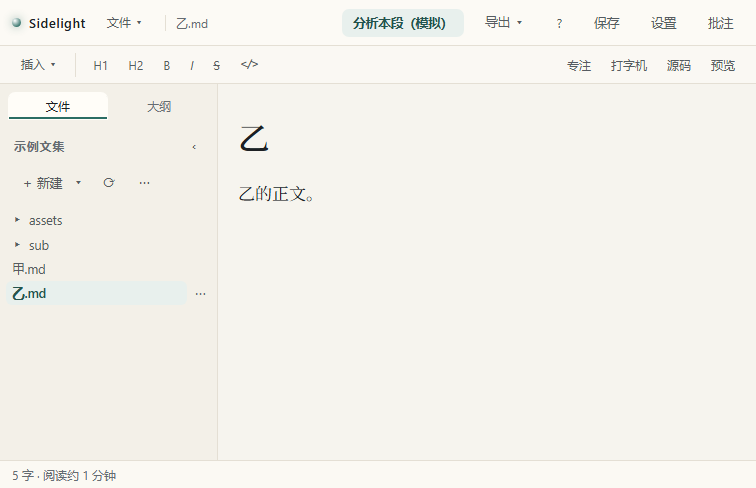 Sidelight 文件 ▾ 乙.md 分析本段（模拟） 导出 ▾ ? 保存 设置 批注
插入 ▾ H1 H2 B I S </> 专注 打字机 源码 预览
文件 大纲
示例文集 ‹
+ 新建 ▾ ⟳ ···
▸ assets
▸ sub
甲.md
乙.md ···
乙
乙的正文。
5 字 · 阅读约 1 分钟